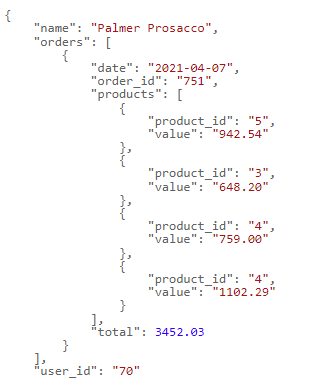 {
    "name": "Palmer Prosacco",
    "orders": [
        {
            "date": "2021-04-07",
            "order_id": "751",
            "products": [
                {
                    "product_id": "5",
                    "value": "942.54"
                },
                {
                    "product_id": "3",
                    "value": "648.20"
                },
                {
                    "product_id": "4",
                    "value": "759.00"
                },
                {
                    "product_id": "4",
                    "value": "1102.29"
                }
            ],
            "total": 3452.03
        }
    ],
    "user_id": "70"